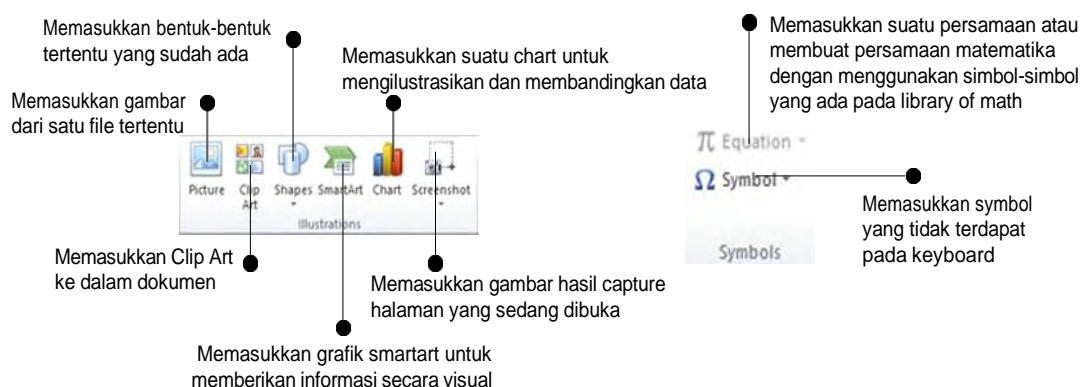 Memasukkan bentuk-bentuk
tertentu yang sudah ada
Memasukkan suatu chart untuk
mengilustrasikan dan membandingkan data
Memasukkan gambar
dari satu file tertentu
Picture
Clip
Art
Shapes
SmartArt
Chart
Screenshot
Illustrations
Memasukkan Clip Art
ke dalam dokumen
Memasukkan gambar hasil capture
halaman yang sedang dibuka
Memasukkan grafik smartart untuk
memberikan informasi secara visual
Memasukkan suatu persamaan atau
membuat persamaan matematika
dengan menggunakan simbol-simbol
yang ada pada library of math
π Equation
Ω Symbol
Symbols
Memasukkan symbol
yang tidak terdapat
pada keyboard